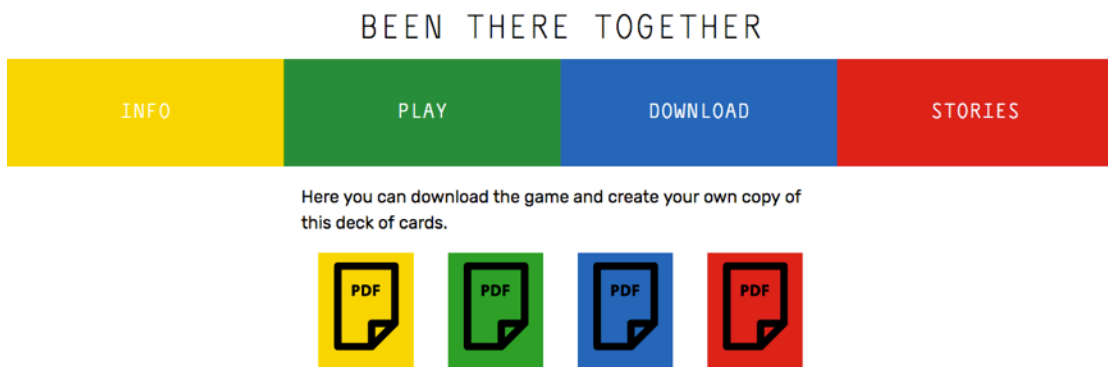 BEEN THERE TOGETHER
INFO
PLAY
DOWNLOAD
STORIES
Here you can download the game and create your own copy of
this deck of cards.
PDF
PDF
PDF
PDF